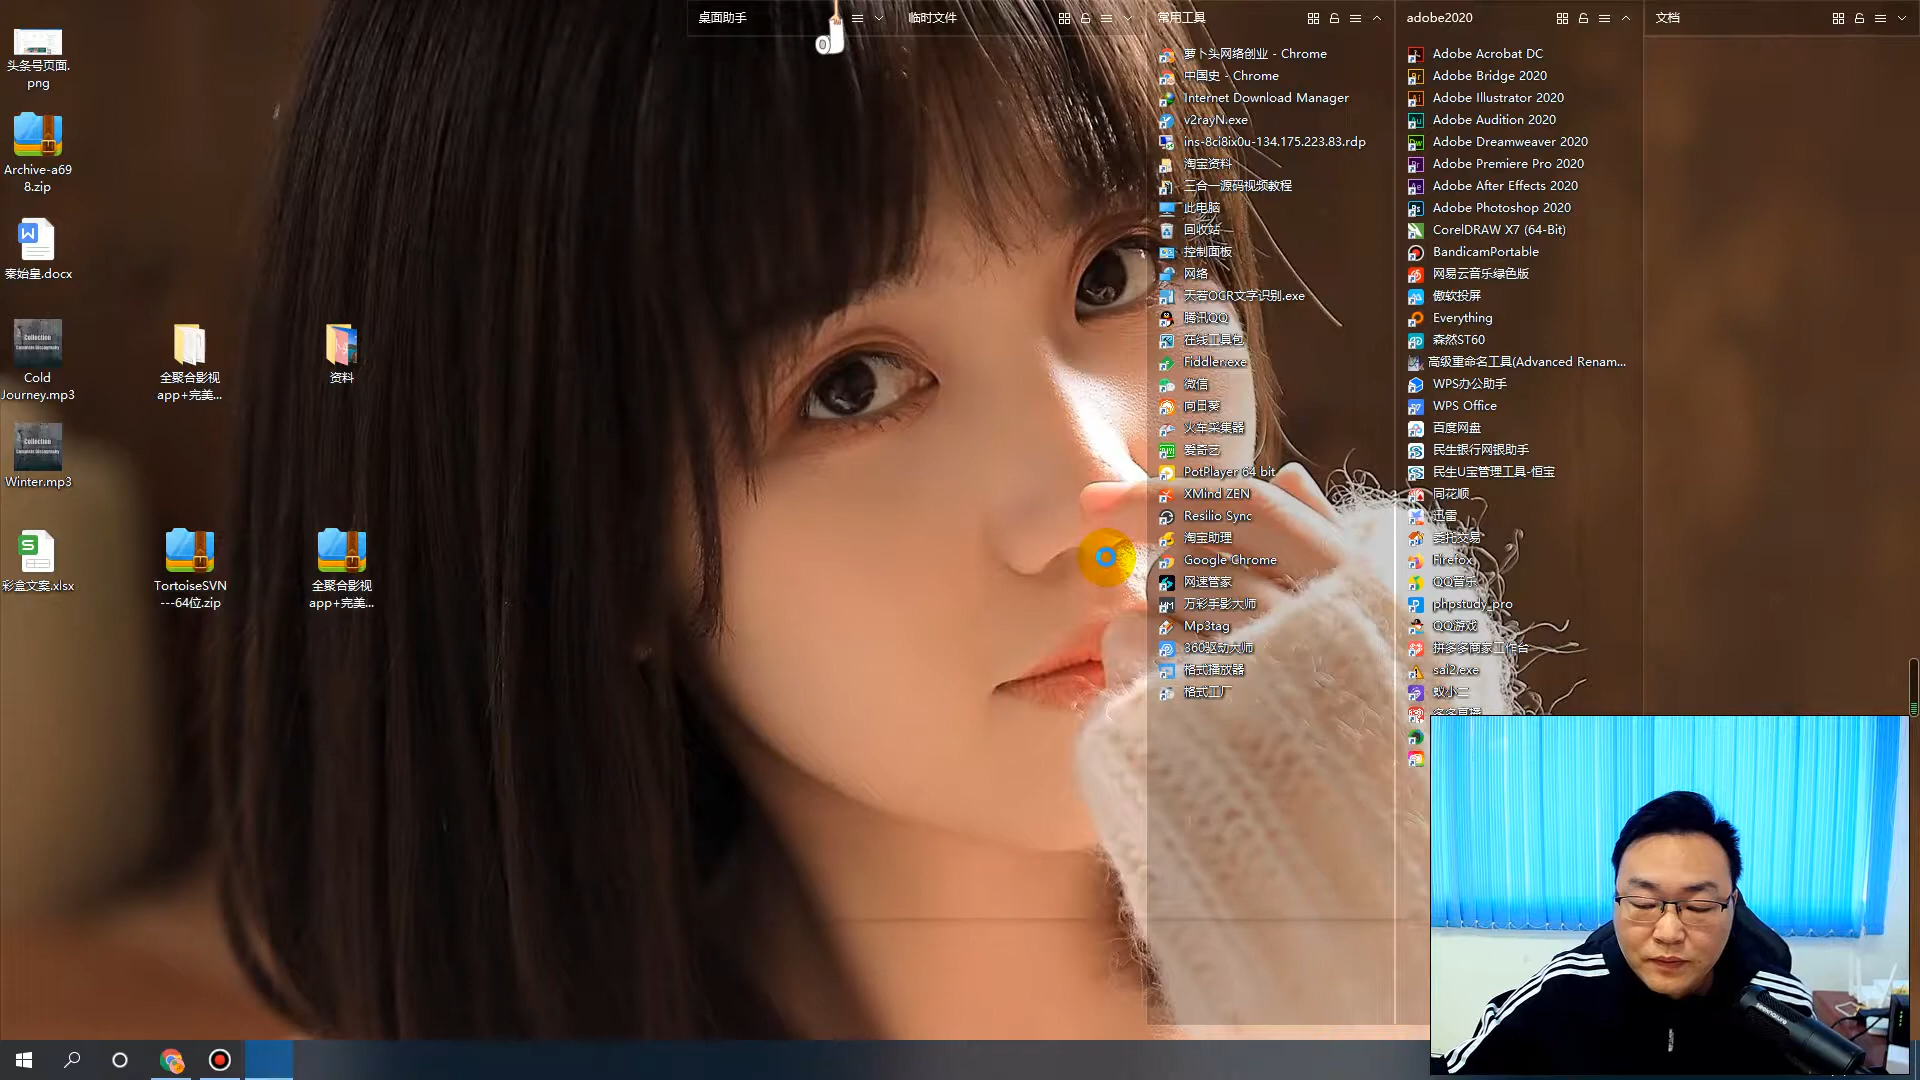 桌面助手
临时文件
常用工具
adobe2020
文档
头条号页面.
png
Archive-a69
8.zip
秦始皇.docx
Cold
Journey.mp3
Winter.mp3
彩盒文案.xlsx
全聚合影视
app+完美...
资料
TortoiseSVN
---64位.zip
全聚合影视
app+完美...
萝卜头网络创业 - Chrome
中国史 - Chrome
Internet Download Manager
v2rayN.exe
ins-8cl8ix0u-134.175.223.83.rdp
淘宝资料
三合一源码视频教程
此电脑
回收站
控制面板
网络
天若OCR文字识别.exe
腾讯QQ
在线工具包
Fiddler.exe
微信
向日葵
火车采集器
爱奇艺
PotPlayer 64 bit
XMind ZEN
Resilio Sync
淘宝助理
Google Chrome
网速管家
万彩手影大师
Mp3tag
360驱动大师
格式播放器
格式工厂
Adobe Acrobat DC
Adobe Bridge 2020
Adobe Illustrator 2020
Adobe Audition 2020
Adobe Dreamweaver 2020
Adobe Premiere Pro 2020
Adobe After Effects 2020
Adobe Photoshop 2020
CorelDRAW X7 (64-Bit)
BandicamPortable
网易云音乐绿色版
傲软投屏
Everything
森然ST60
高级重命名工具(Advanced Renam...
WPS办公助手
WPS Office
百度网盘
民生银行网银助手
民生U宝管理工具-恒宝
同花顺
迅雷
委托交易
Firefox
QQ音乐
phpstudy_pro
QQ游戏
拼多多商家工作台
sal2.exe
蚁小二